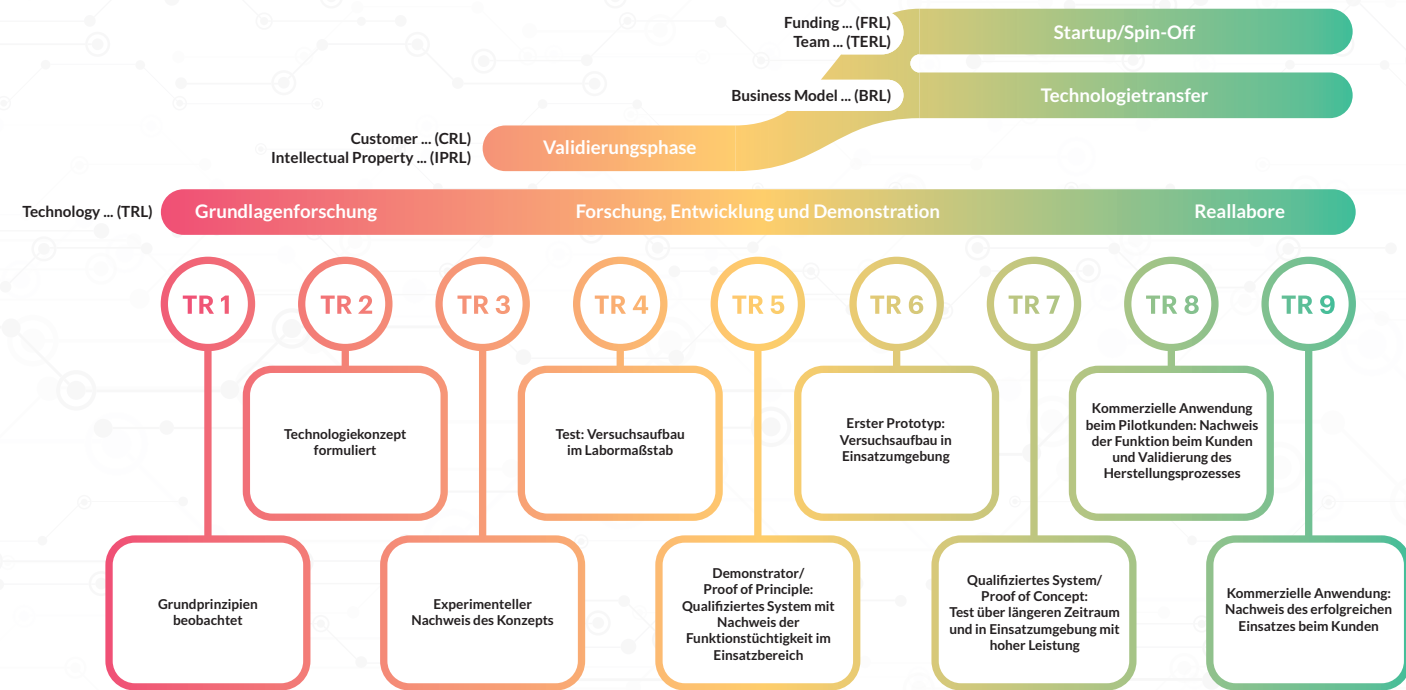 Funding ... (FRL)
Team ... (TERL)
Startup/Spin-Off
Business Model ... (BRL)
Technologietransfer
Customer ... (CRL)
Intellectual Property ... (IPRL)
Validierungsphase
Technology ... (TRL)
Grundlagenforschung
Forschung, Entwicklung und Demonstration
Reallabore
TR 1
TR 2
TR 3
TR 4
TR 5
TR 6
TR 7
TR 8
TR 9
Technologiekonzept
formuliert
Test: Versuchsaufbau
im Labormaßstab
Erster Prototyp:
Versuchsaufbau in
Einsatzumgebung
Kommerzielle Anwendung
beim Pilotkunden: Nachweis
der Funktion beim Kunden
und Validierung des
Herstellungsprozesses
Grundprinzipien
beobachtet
Experimenteller
Nachweis des Konzepts
Demonstrator/
Proof of Principle:
Qualifiziertes System mit
Nachweis der
Funktionstüchtigkeit im
Einsatzbereich
Qualifiziertes System/
Proof of Concept:
Test über längeren Zeitraum
und in Einsatzumgebung mit
hoher Leistung
Kommerzielle Anwendung:
Nachweis des erfolgreichen
Einsatzes beim Kunden